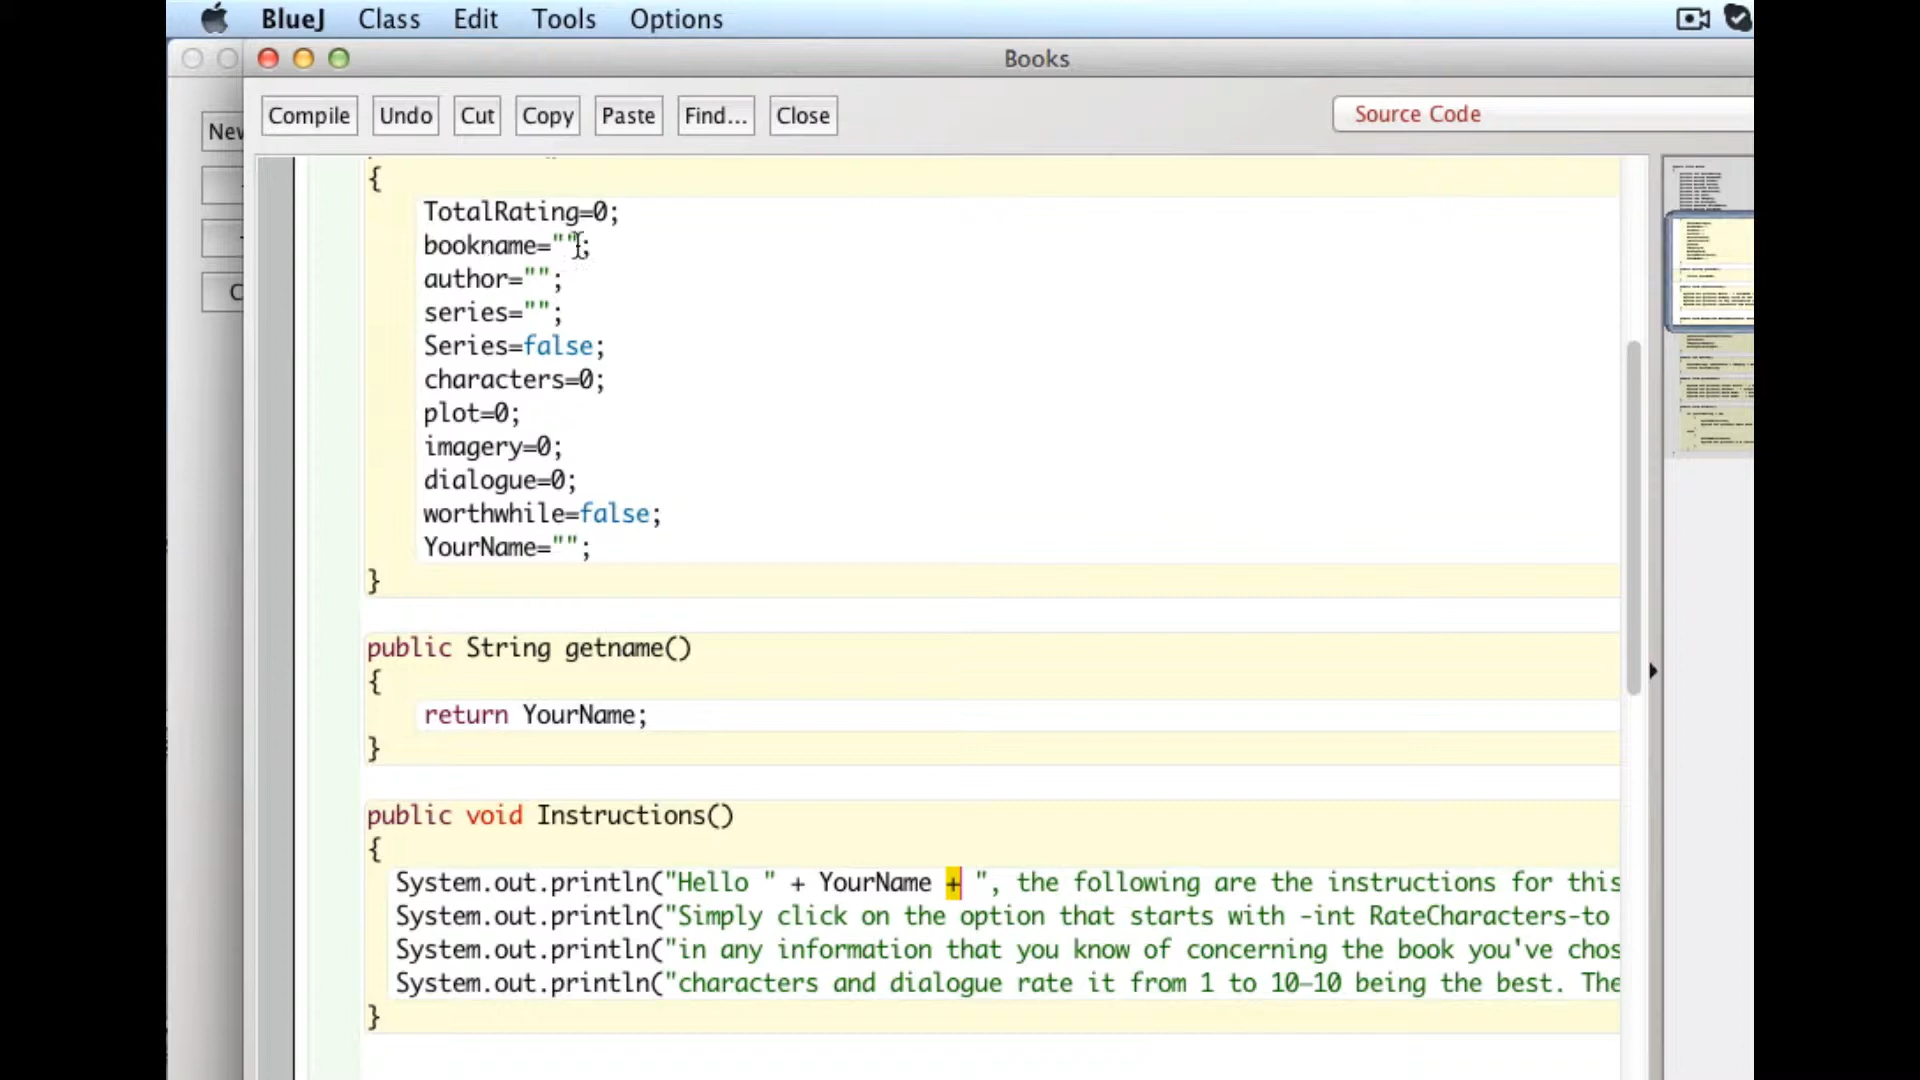 BlueJ Class Edit Tools Options
Books
Compile Undo Cut Copy Paste Find... Close Source Code
New
{
TotalRating=0;
bookname="";
author="";
series="";
Series=false;
characters=0;
plot=0;
imagery=0;
dialogue=0;
worthwhile=false;
YourName="";
}
public String getname()
{
return YourName;
}
public void Instructions()
{
System.out.println("Hello " + YourName + ", the following are the instructions for this
System.out.println("Simply click on the option that starts with -int RateCharacters-to
System.out.println("in any information that you know of concerning the book you've chos
System.out.println("characters and dialogue rate it from 1 to 10-10 being the best. The
}